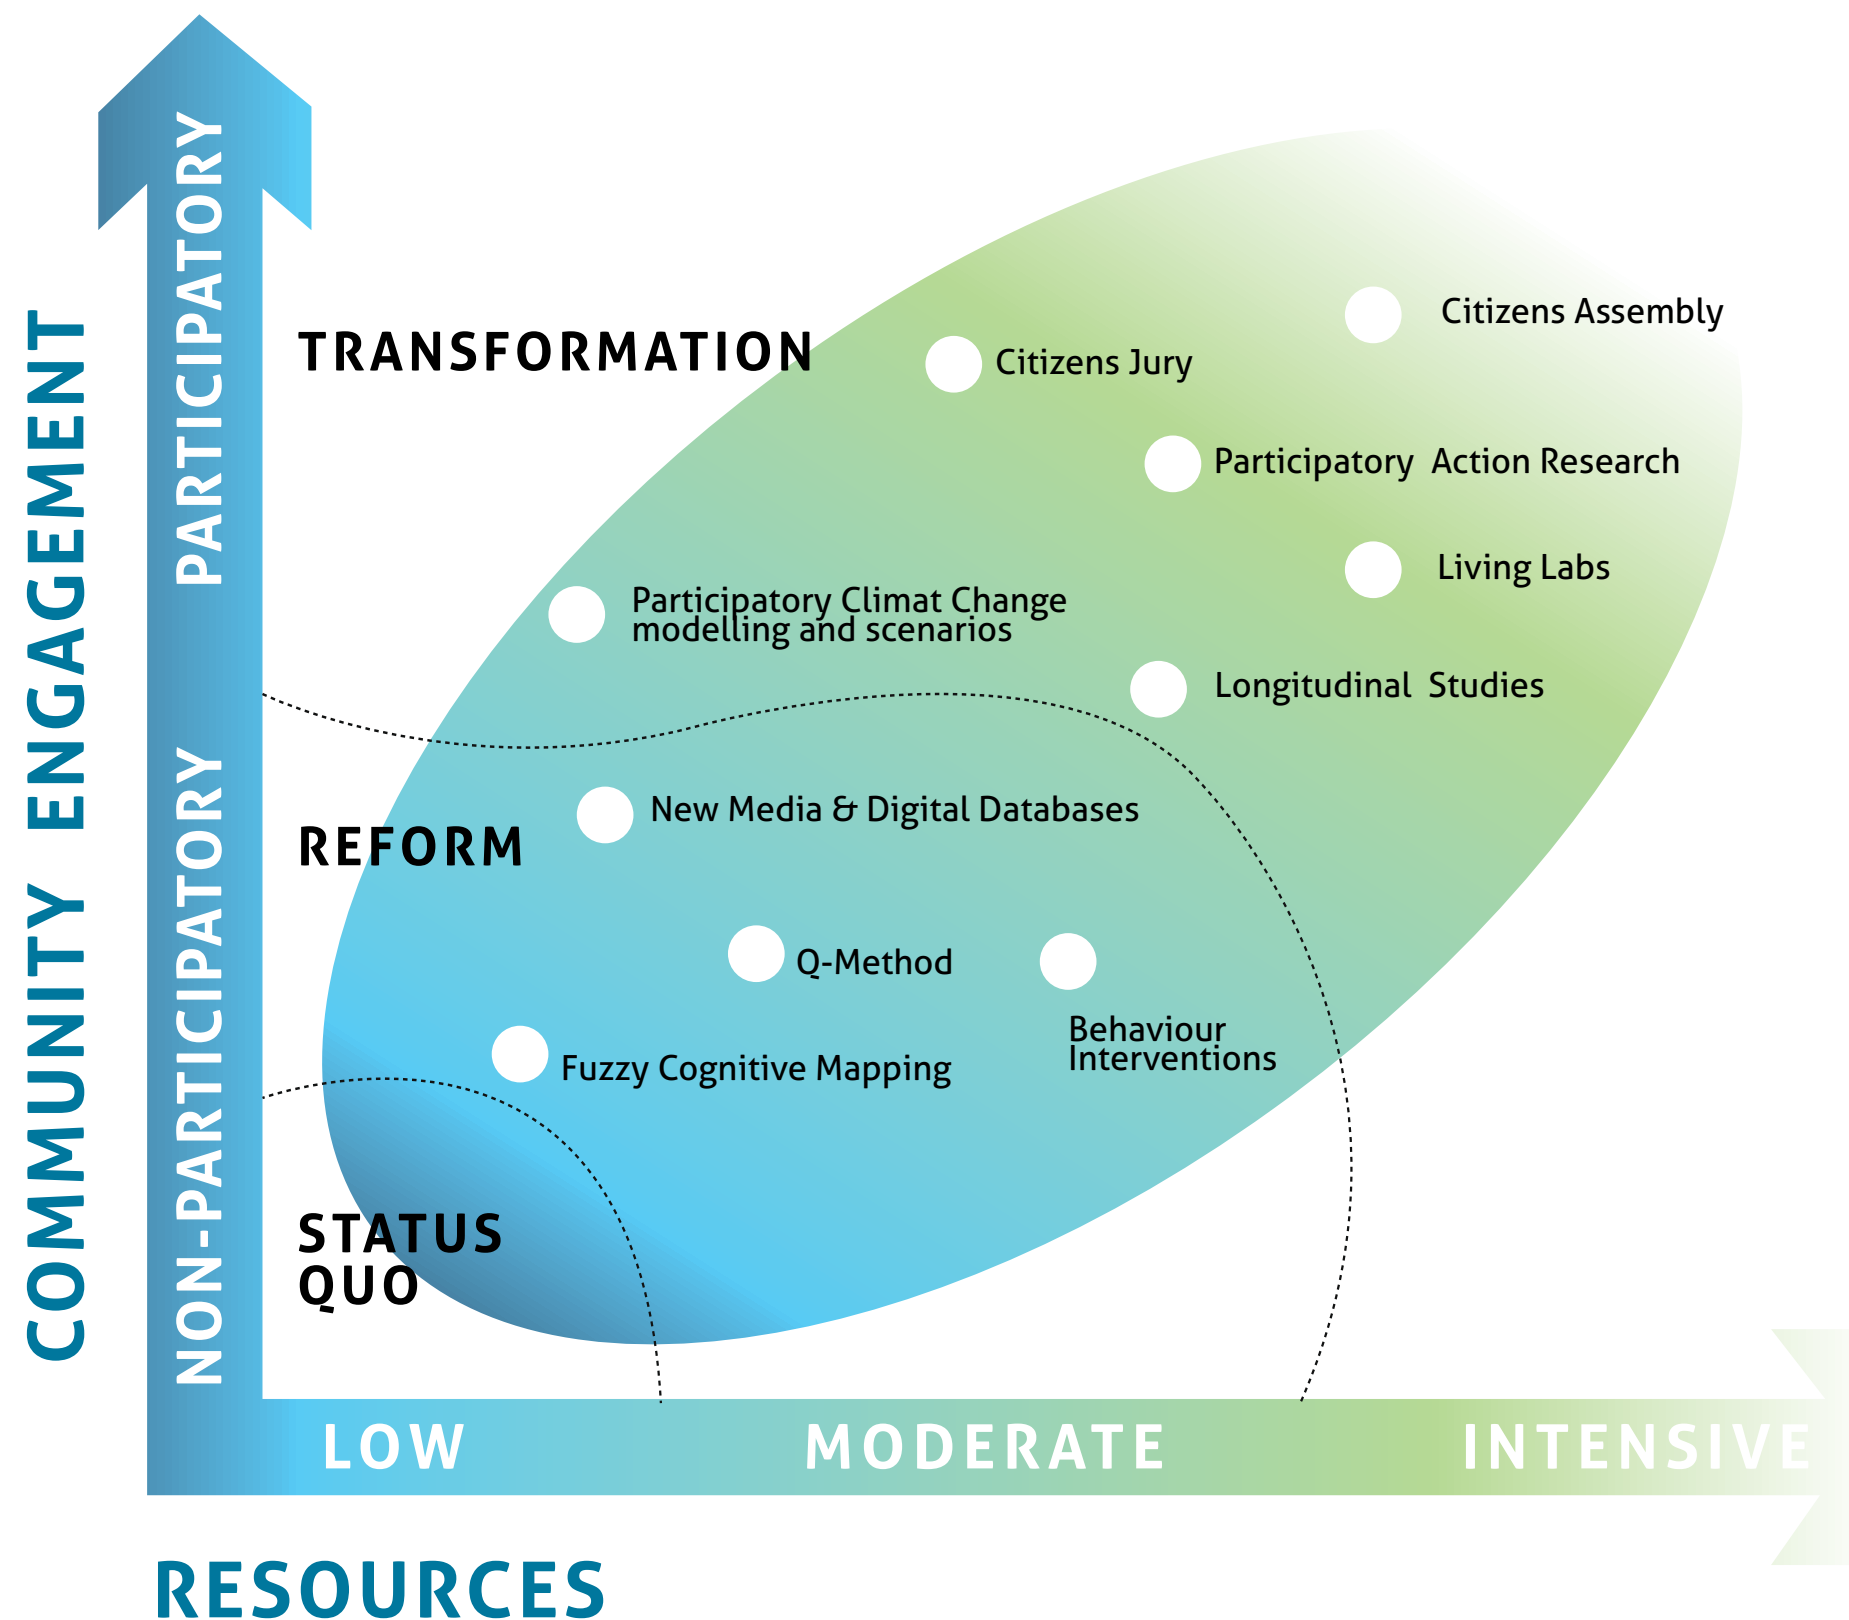 COMMUNITY ENGAGEMENT
PARTICIPATORY
NON-PARTICIPATORY
TRANSFORMATION
Citizens Assembly
Citizens Jury
Participatory Action Research
Living Labs
Participatory Climat Change
modelling and scenarios
Longitudinal Studies
REFORM
New Media & Digital Databases
Q-Method
Behaviour
Interventions
Fuzzy Cognitive Mapping
STATUS
QUO
LOW
MODERATE
INTENSIVE
RESOURCES